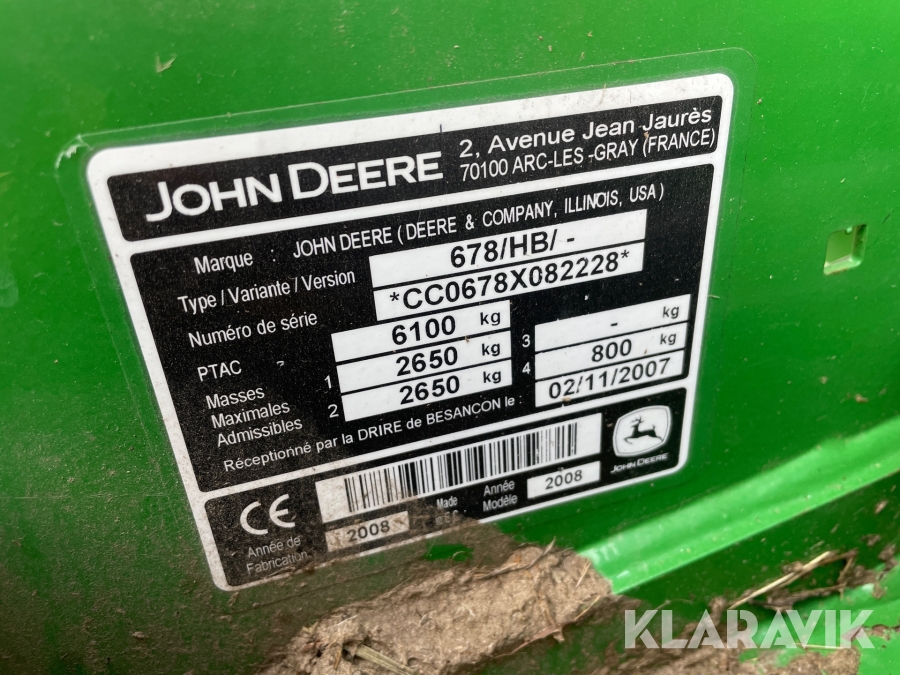 JOHN DEERE 2, Avenue Jean Jaurès
70100 ARC-LES -GRAY (FRANCE)
Marque : JOHN DEERE ( DEERE & COMPANY, ILLINOIS, USA )
Type / Variante / Version 678/HB/ -
Numéro de série *CC0678X082228*
PTAC 6100 kg
Masses Maximales Admissibles
1 2650 kg 3 - kg
2 2650 kg 4 800 kg
Réceptionné par la DRIRE de BESANCON le : 02/11/2007
JOHN DEERE
CE
Année de Fabrication 2008
Made
Année Modèle 2008
KLARAVIK